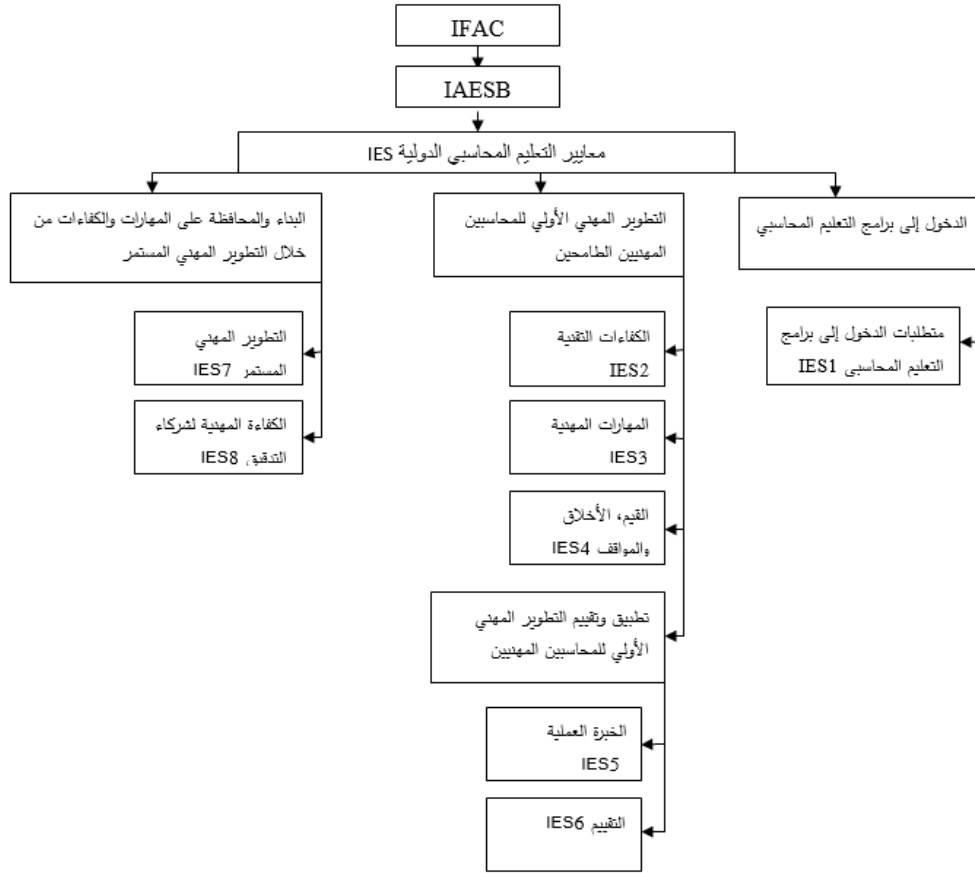 IFAC
IAESB
معايير التعليم المحاسبي الدولية IES
الدخول إلى برامج التعليم المحاسبي
متطلبات الدخول إلى برامج
التعليم المحاسبي IES1
التطوير المهني الأولي للمحاسبين
المهنيين الطامحين
الكفاءات التقنية
IES2
المهارات المهنية
IES3
القيم، الأخلاق
والمواقف IES4
تطبيق وتقييم التطوير المهني
الأولي للمحاسبين المهنيين
الخبرة العملية
IES5
التقييم IES6
البناء والمحافظة على المهارات والكفاءات من
خلال التطوير المهني المستمر
التطوير المهني
المستمر IES7
الكفاءة المهنية لشركاء
التدقيق IES8